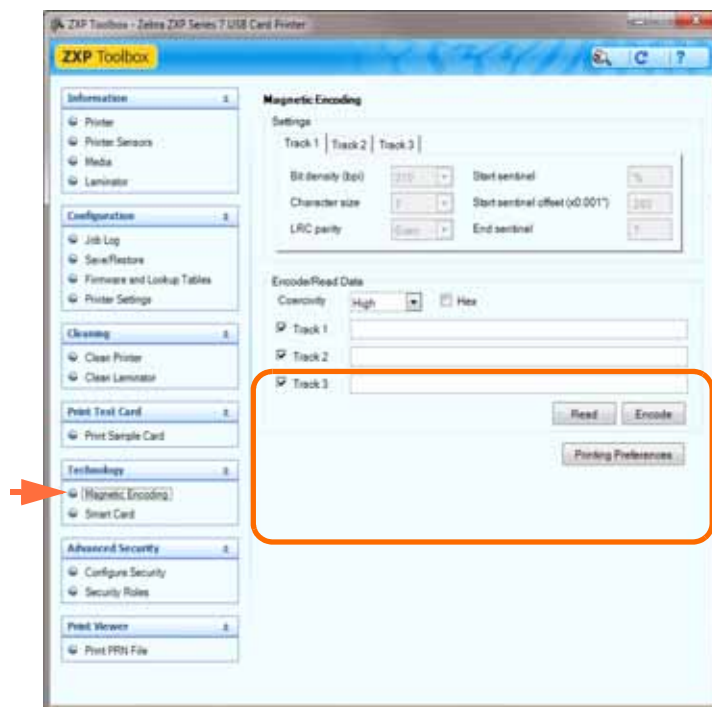 ZXP Toolbox - Zebra ZXP Series 7 USB Card Printer
ZXP Toolbox
Information
Printer
Printer Sensors
Media
Laminator
Configuration
Job Log
Save/Restore
Firmware and Lookup Tables
Printer Settings
Cleaning
Clean Printer
Clean Laminator
Print Test Card
Print Sample Card
Technology
Magnetic Encoding
Smart Card
Advanced Security
Configure Security
Security Roles
Print Viewer
Print PRN File
Magnetic Encoding
Settings
Track 1 Track 2 Track 3
Bit density (bpi) 210 Start sentinel %
Character size 7 Start sentinel offset (x0.001")
LRC parity Even End sentinel ?
Encode/Read Data
Coercivity High Hex
Track 1
Track 2
Track 3
Read Encode
Printing Preferences